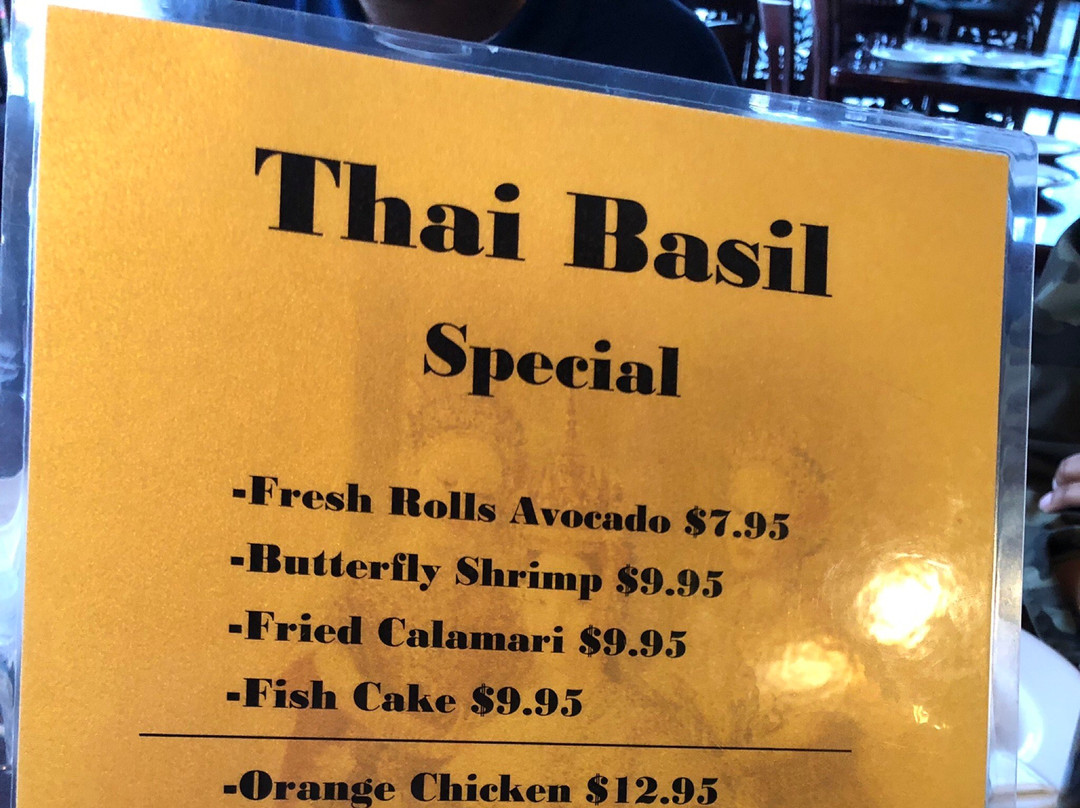 Thai Basil
Special
-Fresh Rolls Avocado $7.95
-Butterfly Shrimp $9.95
-Fried Calamari $9.95
-Fish Cake $9.95
-Orange Chicken $12.95